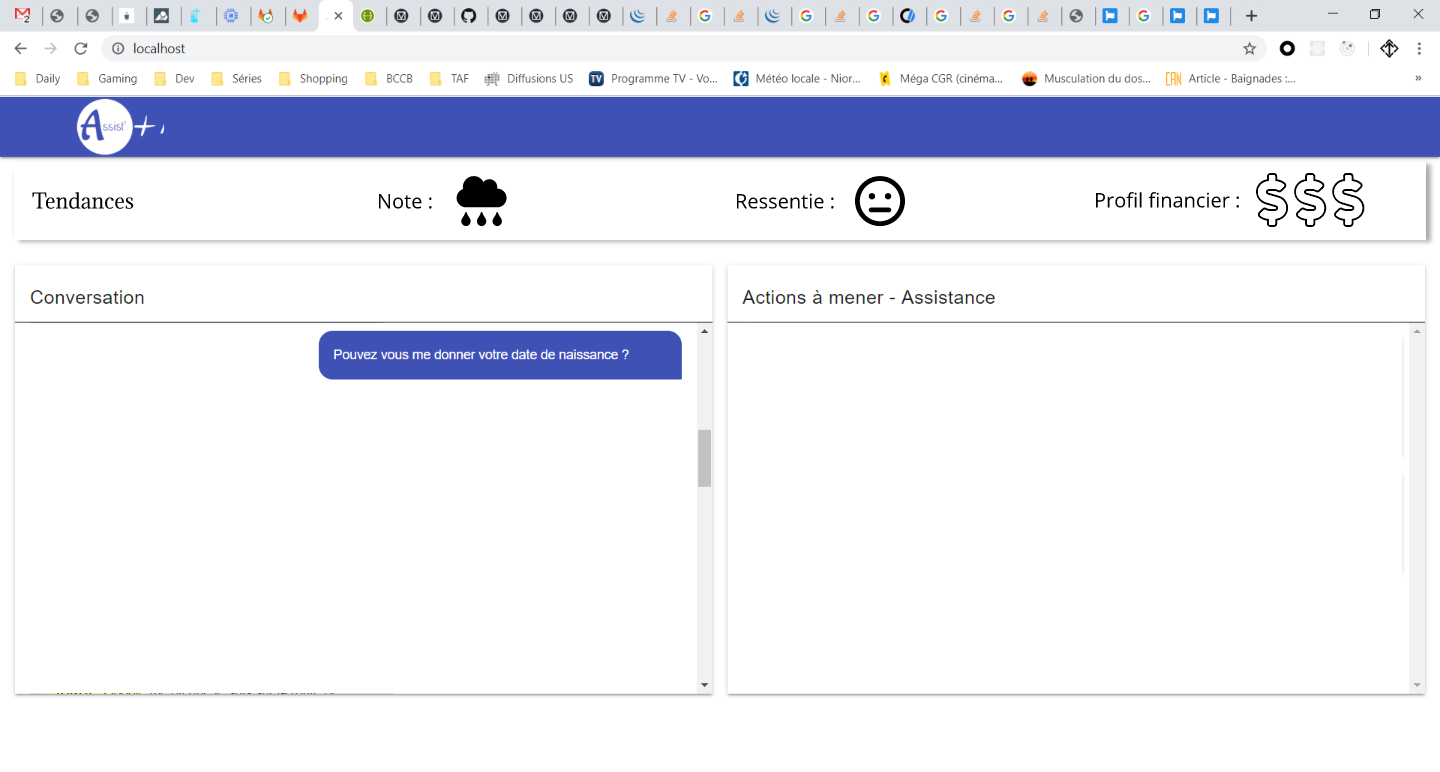 localhost
Daily Gaming Dev Séries Shopping BCCB TAF Diffusions US Programme TV - Vo... Météo locale - Nior... Méga CGR (cinéma... Musculation du dos... Article - Baignades :... »
Assist' +
Tendances Note : Ressentie : Profil financier :
Conversation
Pouvez vous me donner votre date de naissance ?
Actions à mener - Assistance